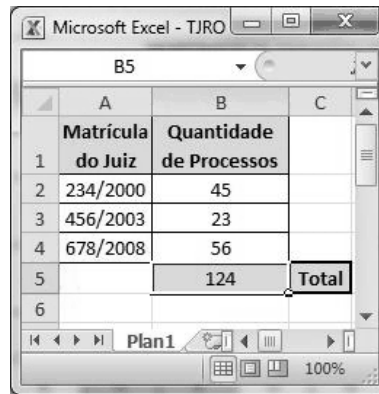 Microsoft Excel - TJRO
B5
A B C
1 Matrícula do Juiz Quantidade de Processos
2 234/2000 45
3 456/2003 23
4 678/2008 56
5 124 Total
6
Plan1
100%